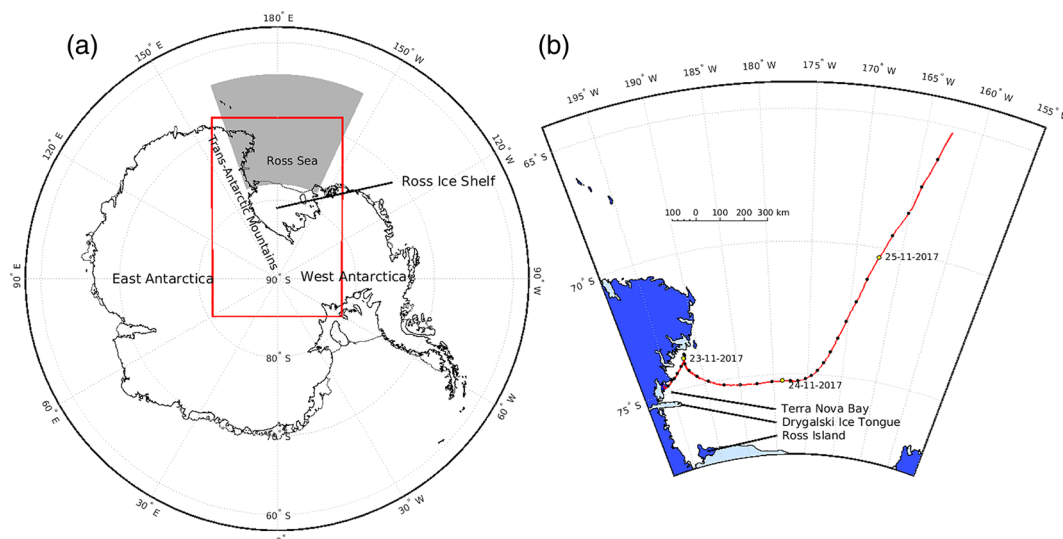 (a)
180° E
150° E
150° W
120° E
120° W
90° E
90° W
60° E
60° W
30° E
30° W
Ross Sea
Trans-Antarctic Mountains
Ross Ice Shelf
East Antarctica
West Antarctica
90° S
80° S
70° S
60° S
(b)
195° W
190° W
185° W
180° W
175° W
170° W
165° W
160° W
155°
65° S
70° S
75° S
100 0 100 200 300 km
25-11-2017
23-11-2017
24-11-2017
Terra Nova Bay
Drygalski Ice Tongue
Ross Island